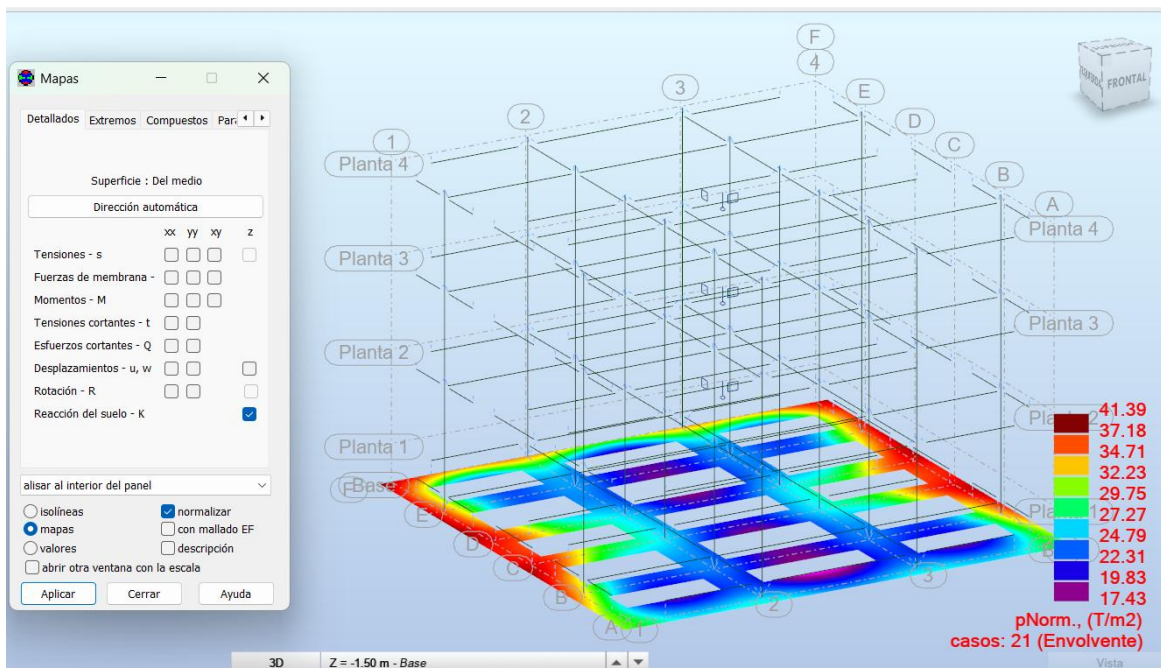 Mapas
Detallados Extremos Compuestos
Superficie : Del medio
Dirección automática
xx yy xy z
Tensiones - s
Fuerzas de membrana -
Momentos - M
Tensiones cortantes - t
Esfuerzos cortantes - Q
Desplazamientos - u, w
Rotación - R
Reacción del suelo - K
alisar al interior del panel
isolíneas normalizar
mapas con mallado EF
valores descripción
abrir otra ventana con la escala
Aplicar Cerrar Ayuda
F
4
3
E
2
D
1
C
B
A
Planta 4
Planta 4
Planta 3
Planta 3
Planta 2
Planta 1
Base
F
E
D
C
B
A
1
2
3
FRONTAL
41.39
37.18
34.71
32.23
29.75
27.27
24.79
22.31
19.83
17.43
pNorm., (T/m2)
casos: 21 (Envolvente)
3D Z = -1.50 m - Base Vista